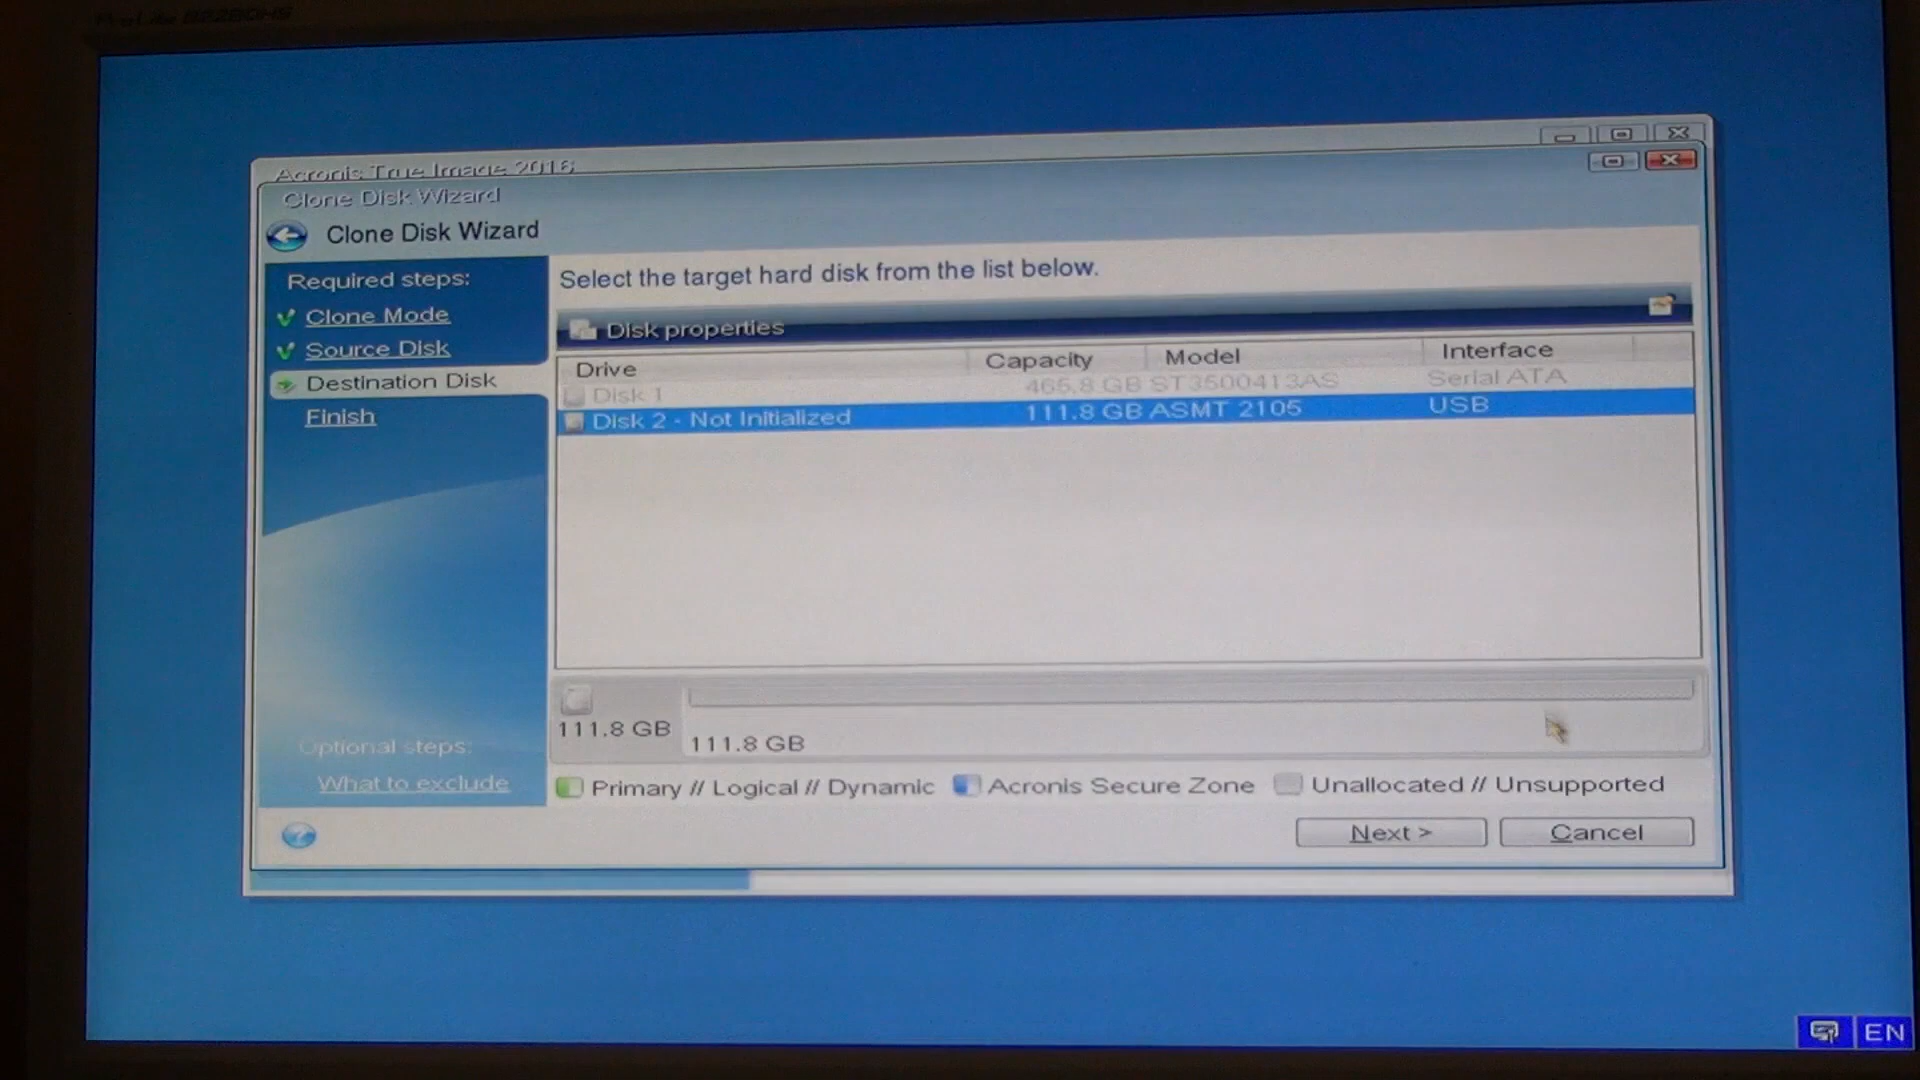 Acronis True Image 2016
Clone Disk Wizard
Clone Disk Wizard
Required steps:
Clone Mode
Source Disk
Destination Disk
Finish
Optional steps:
What to exclude
Select the target hard disk from the list below.
Disk properties
Drive Capacity Model Interface
Disk 1 465.8 GB ST3500413AS Serial ATA
Disk 2 - Not Initialized 111.8 GB ASMT 2105 USB
111.8 GB
111.8 GB
Primary // Logical // Dynamic Acronis Secure Zone Unallocated // Unsupported
Next > Cancel
EN